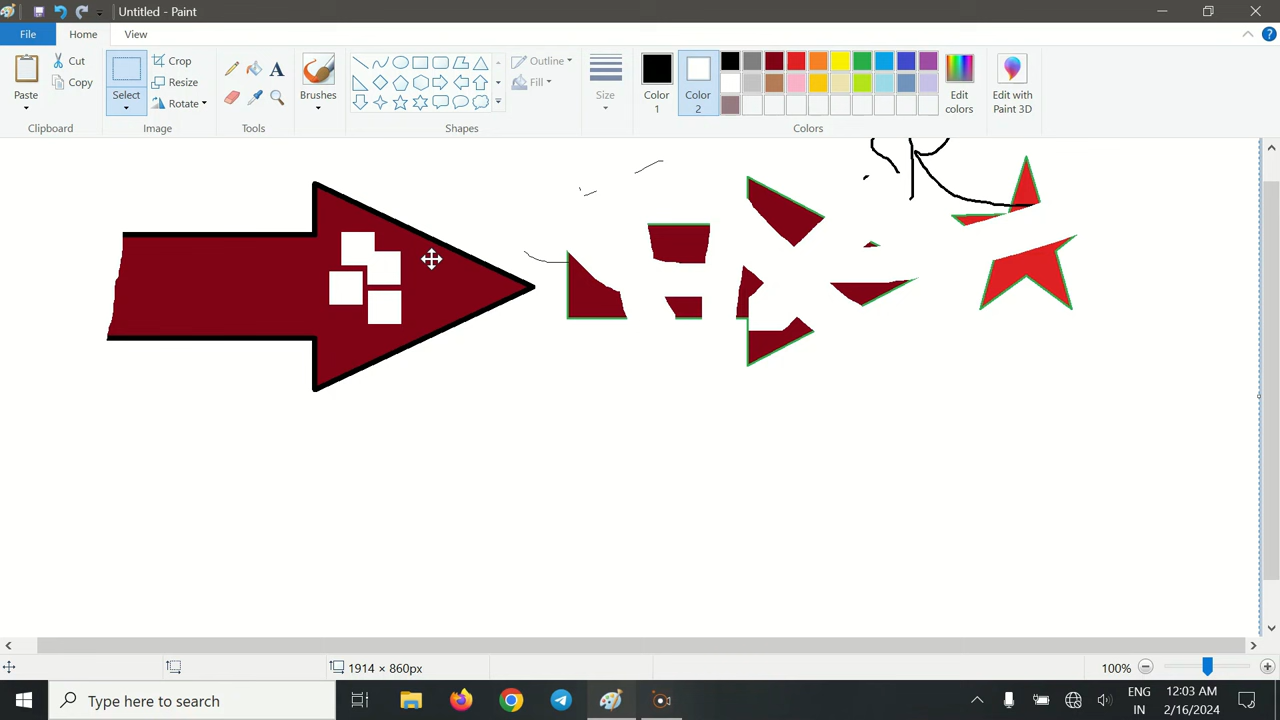 Untitled - Paint
File Home View
Paste Cut Copy Select Crop Resize Rotate Brushes Outline Fill Size Color 1 Color 2 Edit colors Edit with Paint 3D
Clipboard Image Tools Shapes Colors
1914 × 860px 100%
Type here to search ENG IN 12:03 AM 2/16/2024